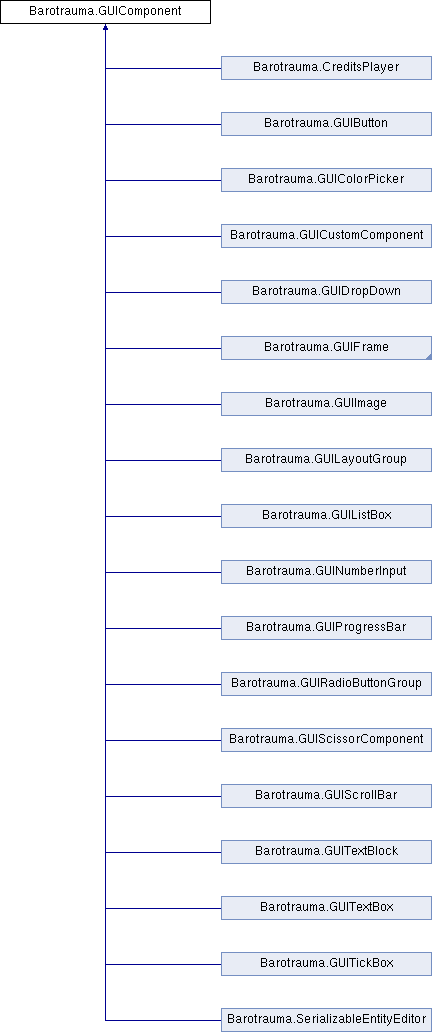 Barotrauma.GUIComponent
Barotrauma.CreditsPlayer
Barotrauma.GUIButton
Barotrauma.GUIColorPicker
Barotrauma.GUICustomComponent
Barotrauma.GUIDropDown
Barotrauma.GUIFrame
Barotrauma.GUIImage
Barotrauma.GUILayoutGroup
Barotrauma.GUIListBox
Barotrauma.GUINumberInput
Barotrauma.GUIProgressBar
Barotrauma.GUIRadioButtonGroup
Barotrauma.GUIScissorComponent
Barotrauma.GUIScrollBar
Barotrauma.GUITextBlock
Barotrauma.GUITextBox
Barotrauma.GUITickBox
Barotrauma.SerializableEntityEditor